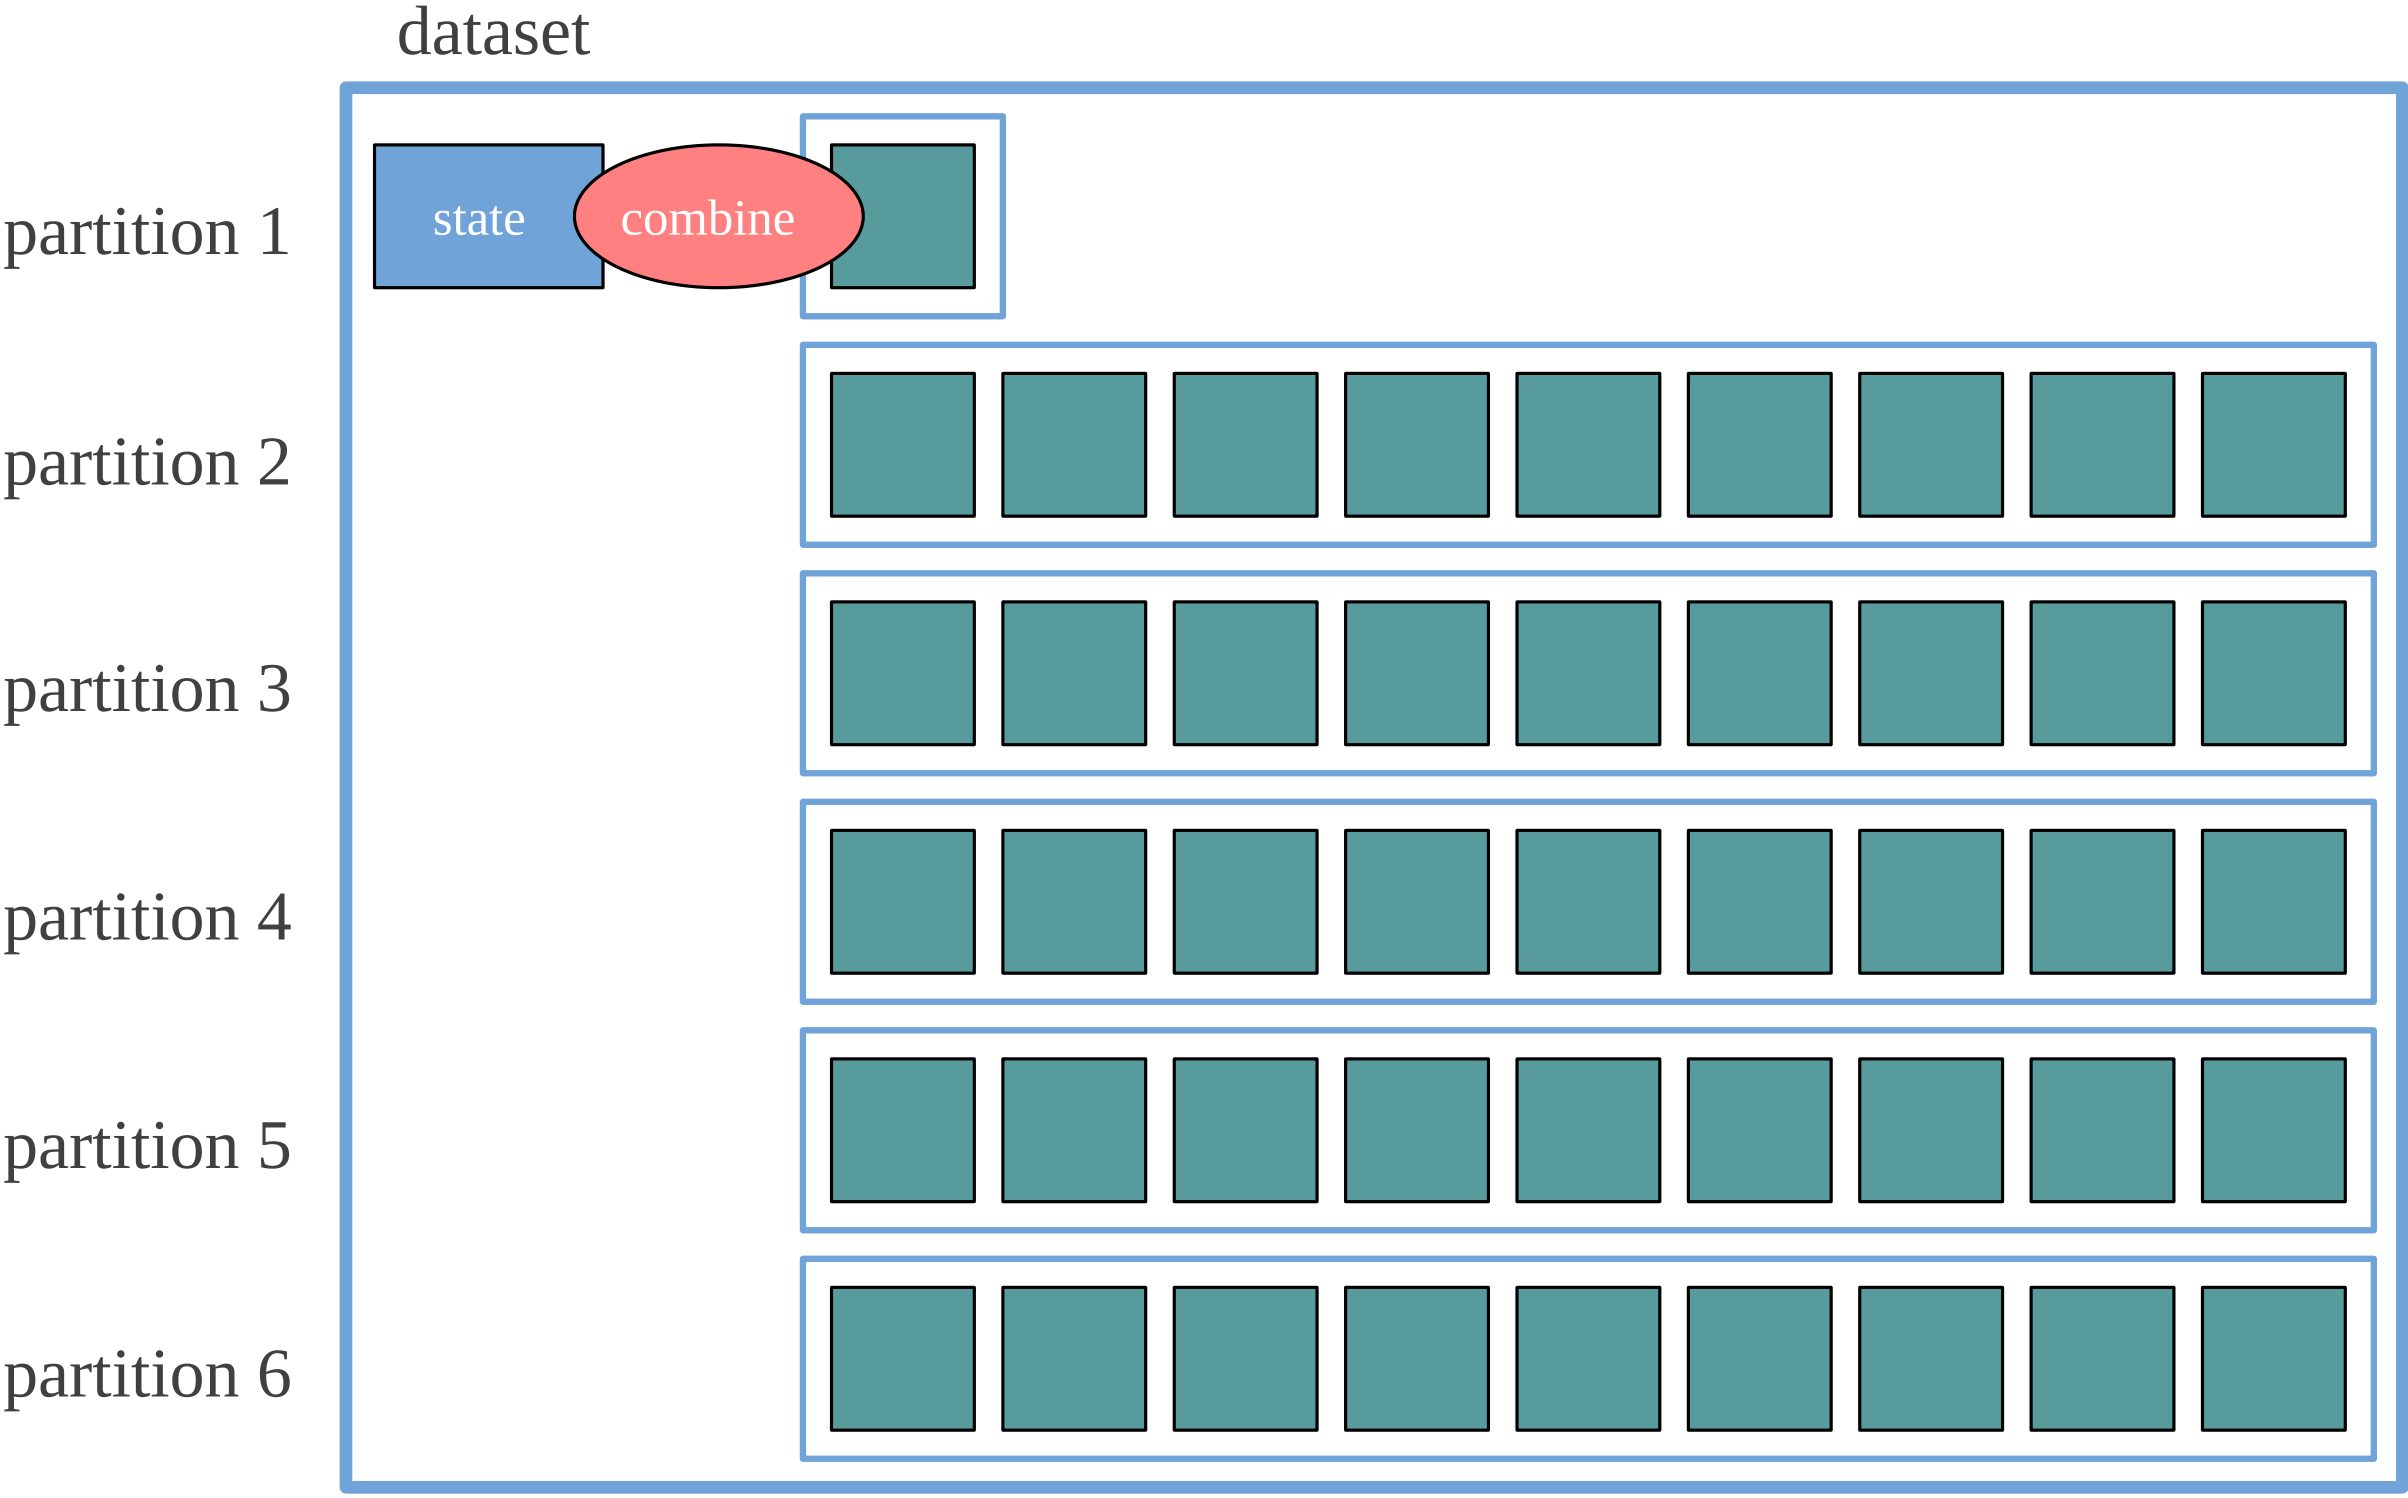 dataset
partition 1
state
combine
partition 2
partition 3
partition 4
partition 5
partition 6